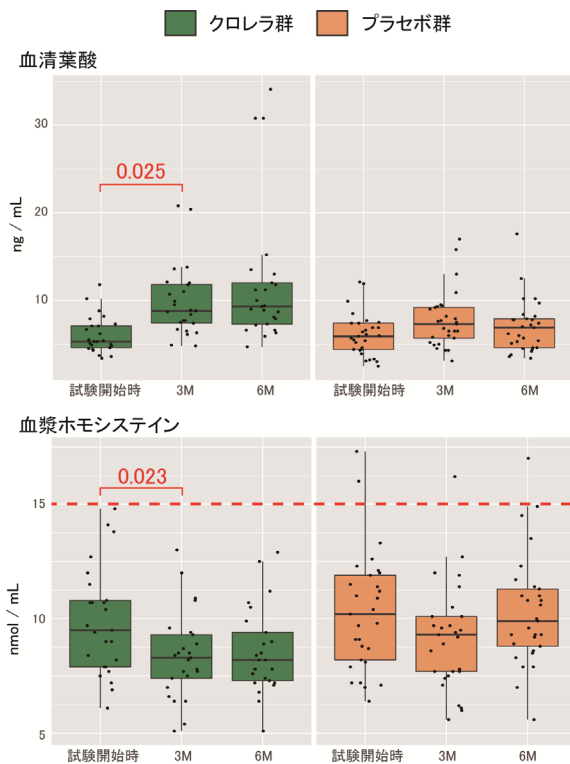 クロレラ群 プラセボ群
血清葉酸
ng / mL
30
20
10
0.025
試験開始時 3M 6M 試験開始時 3M 6M
血漿ホモシステイン
nmol / mL
15
10
5
0.023
試験開始時 3M 6M 試験開始時 3M 6M